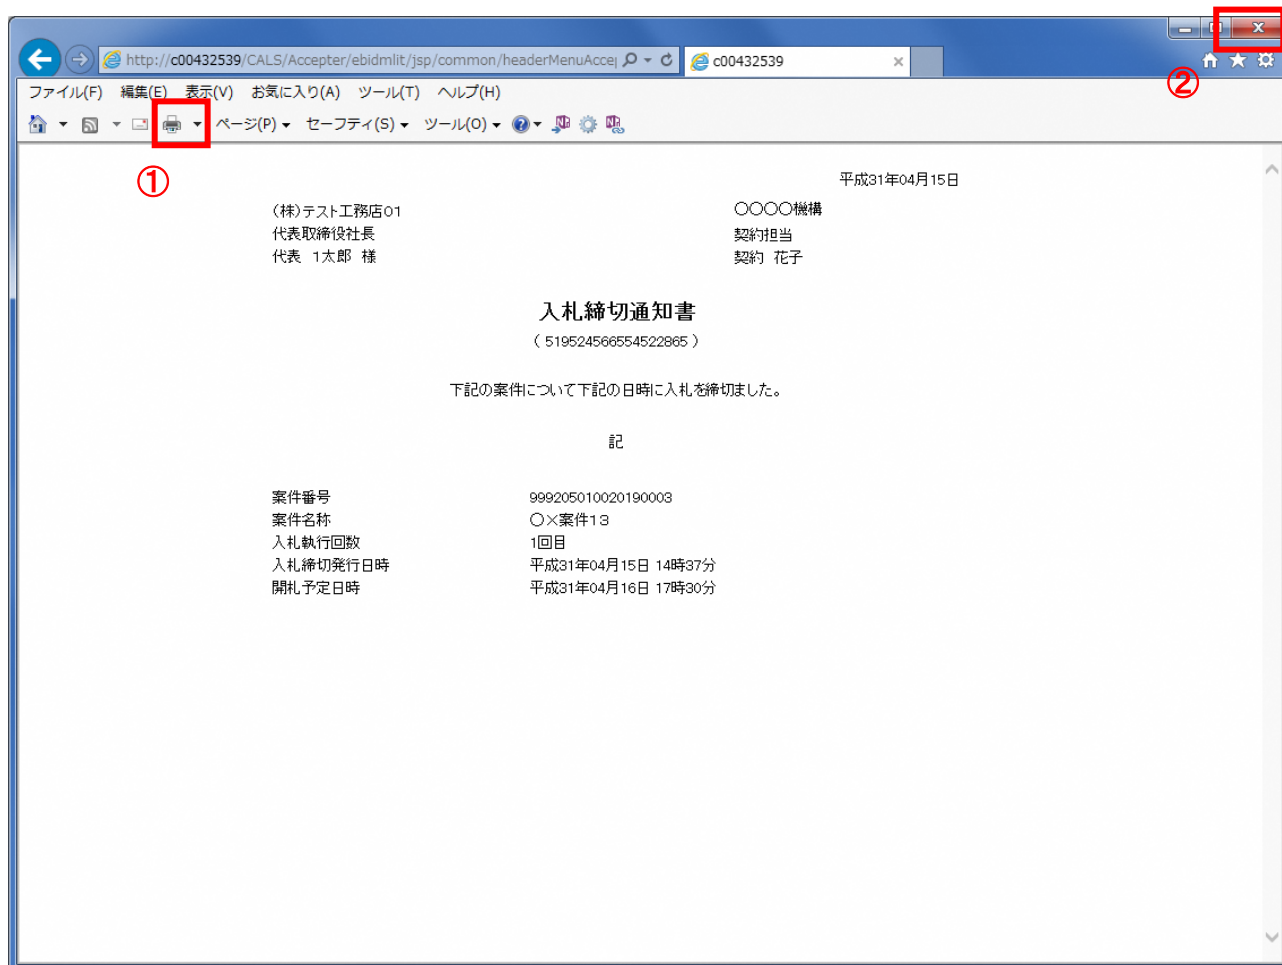 ②
http://c00432539/CALS/Accepter/ebidmlit/jsp/common/headerMenuAccep
c00432539
ファイル(F) 編集(E) 表示(V) お気に入り(A) ツール(T) ヘルプ(H)
ページ(P) セーフティ(S) ツール(O)
①
平成31年04月15日
(株)テスト工務店01 〇〇〇〇機構
代表取締役社長 契約担当
代表 1太郎 様 契約 花子
入札締切通知書
( 519524566554522865 )
下記の案件について下記の日時に入札を締切ました。
記
案件番号 999205010020190003
案件名称 〇×案件13
入札執行回数 1回目
入札締切発行日時 平成31年04月15日 14時37分
開札予定日時 平成31年04月16日 17時30分